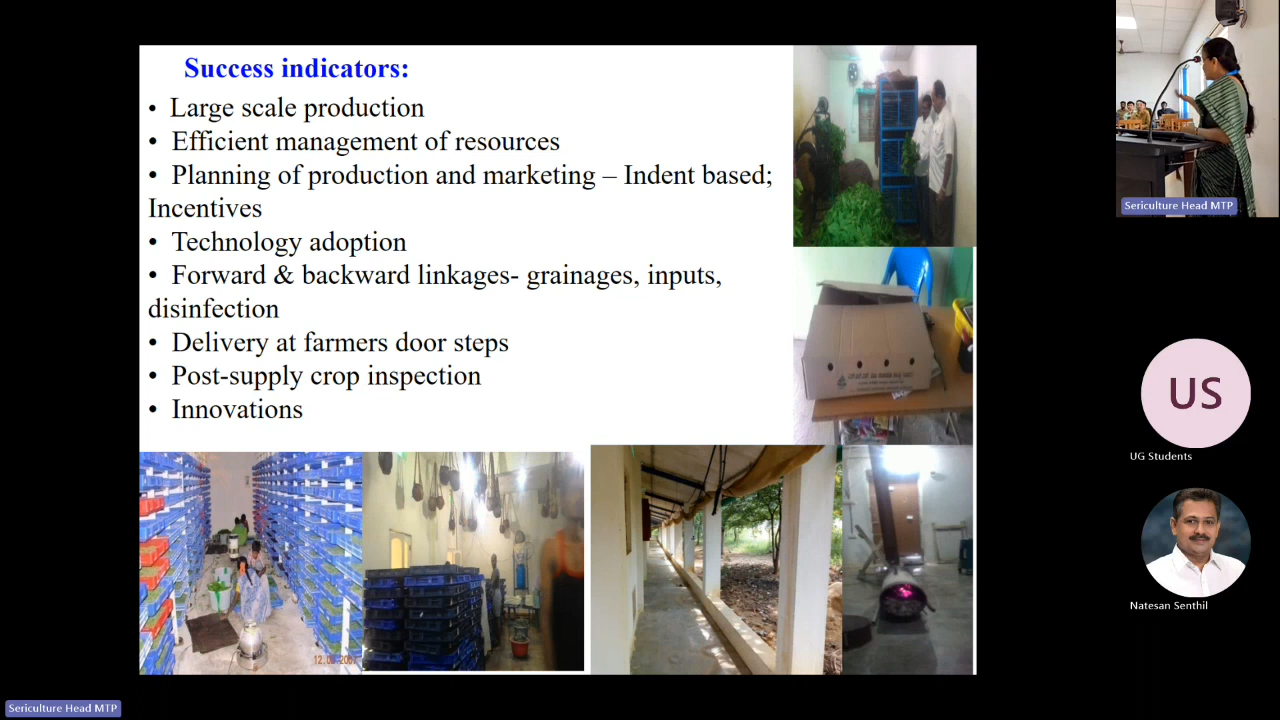 Success indicators:
• Large scale production
• Efficient management of resources
• Planning of production and marketing – Indent based;
Incentives
• Technology adoption
• Forward & backward linkages- grainages, inputs,
disinfection
• Delivery at farmers door steps
• Post-supply crop inspection
• Innovations
Sericulture Head MTP
US
UG Students
Natesan Senthil
Sericulture Head MTP